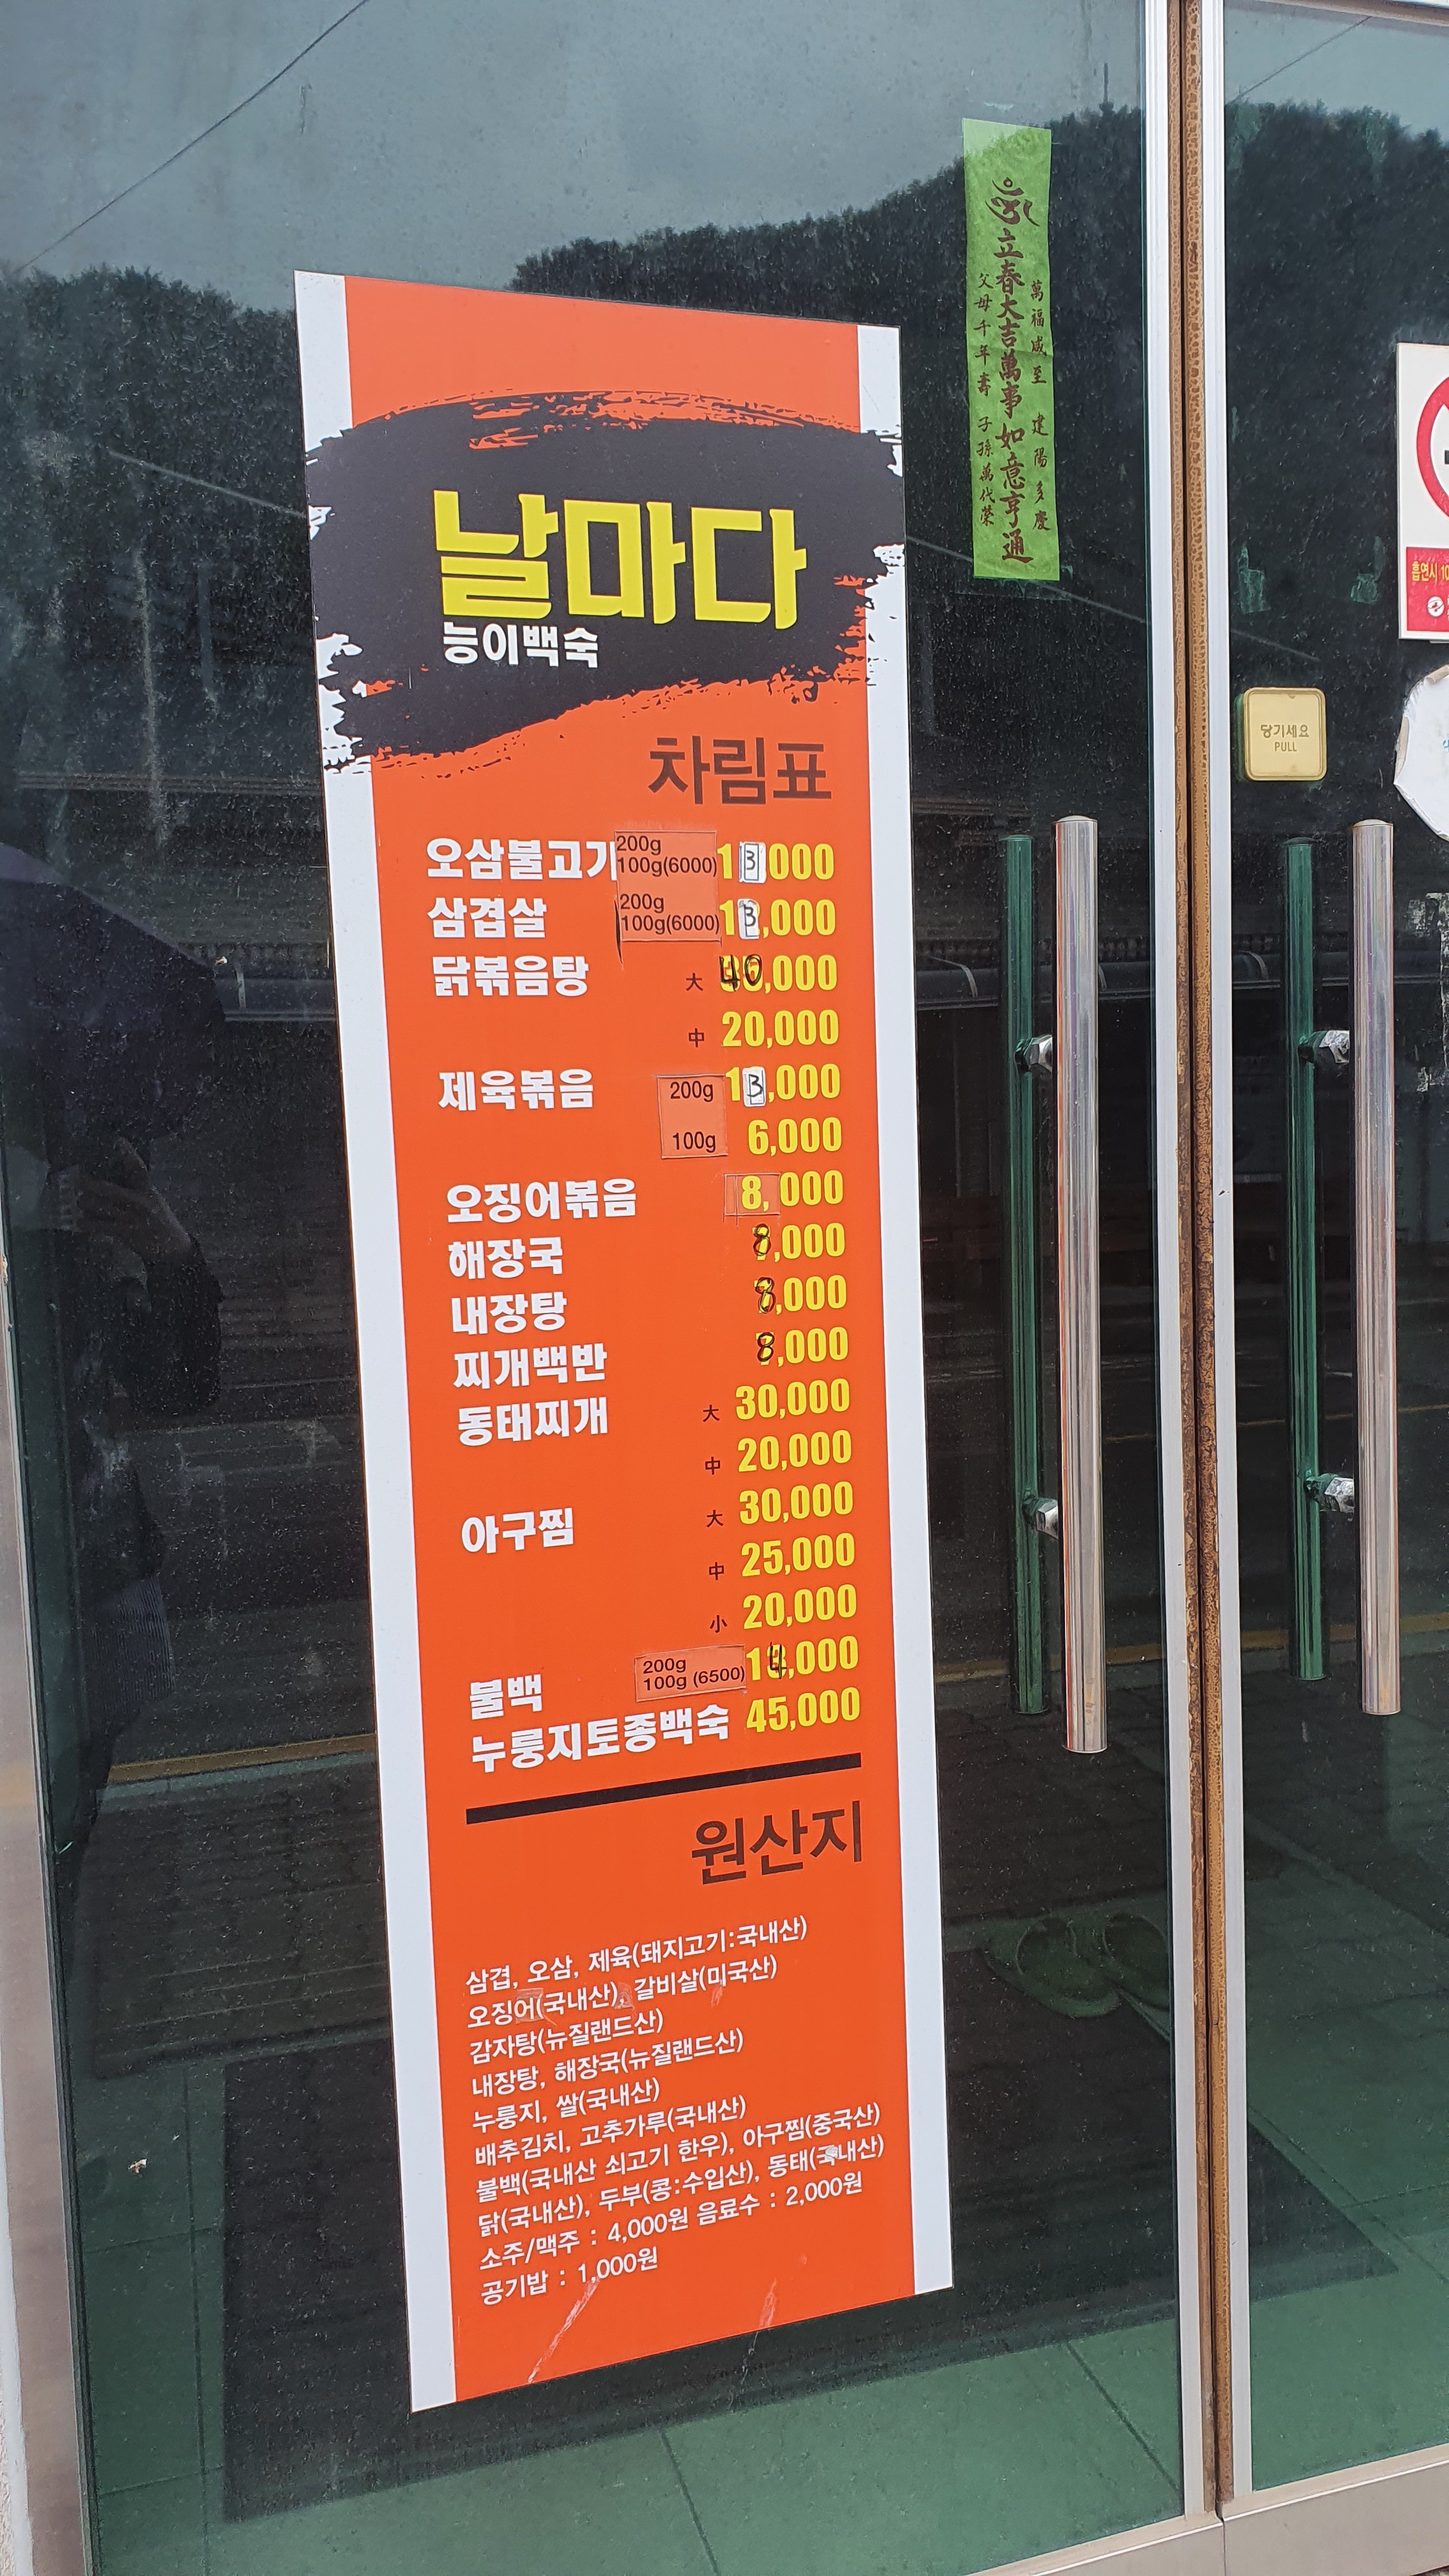 날마다
능이백숙
차림표
오삼불고기 200g 100g(6000) 13,000
삼겹살 200g 100g(6000) 13,000
닭볶음탕 大 40,000
中 20,000
제육볶음 200g 13,000
100g 6,000
오징어볶음 8,000
해장국 8,000
내장탕 8,000
찌개백반 8,000
동태찌개 大 30,000
中 20,000
아구찜 大 30,000
中 25,000
小 20,000
불백 200g 100g (6500) 14,000
누룽지토종백숙 45,000
원산지
삼겹, 오삼, 제육(돼지고기:국내산)
오징어(국내산), 갈비살(미국산)
감자탕(뉴질랜드산)
내장탕, 해장국(뉴질랜드산)
누룽지, 쌀(국내산)
배추김치, 고추가루(국내산)
불백(국내산 쇠고기 한우), 아구찜(중국산)
닭(국내산), 두부(콩:수입산), 동태(국내산)
소주/맥주 : 4,000원 음료수 : 2,000원
공기밥 : 1,000원
萬福咸至 建陽多慶
立春大吉萬事如意亨通
父母千年壽 子孫萬代榮
당기세요
PULL
흡연시 10